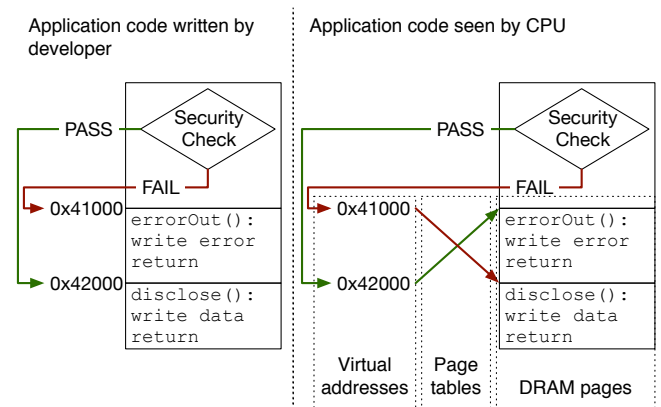 Application code written by
developer
Security
Check
PASS
FAIL
0x41000
errorOut():
write error
return
0x42000
disclose():
write data
return
Application code seen by CPU
Security
Check
PASS
FAIL
0x41000
errorOut():
write error
return
0x42000
disclose():
write data
return
Virtual
addresses
Page
tables
DRAM pages